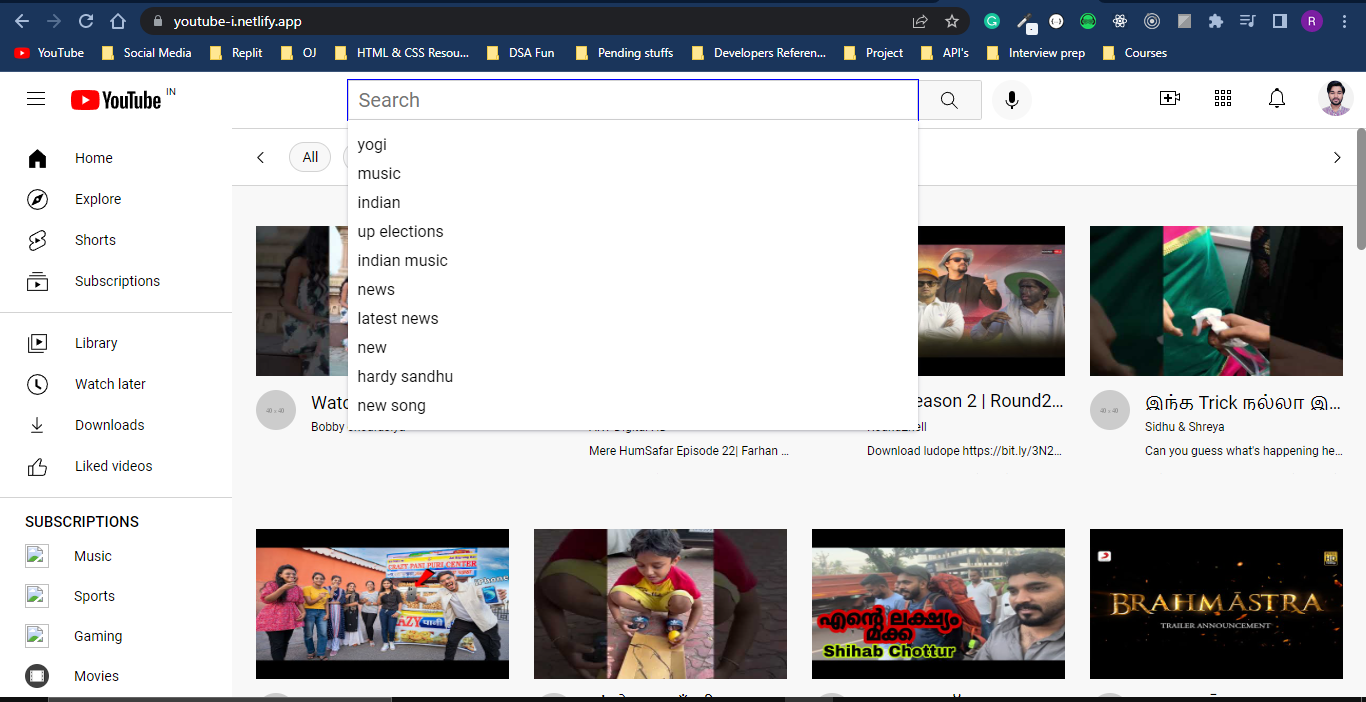 youtube-i.netlify.app
R
YouTube
Social Media
Replit
OJ
HTML & CSS Resou...
DSA Fun
Pending stuffs
Developers Referen...
Project
API's
Interview prep
Courses
YouTube IN
Search
yogi
music
indian
up elections
indian music
news
latest news
new
hardy sandhu
new song
Home
Explore
Shorts
Subscriptions
Library
Watch later
Downloads
Liked videos
SUBSCRIPTIONS
Music
Sports
Gaming
Movies
All
40 x 40
Bobby
Mere HumSafar Episode 22| Farhan ...
eason 2 | Round2...
Download ludope https://bit.ly/3N2...
40 x 40
இந்த Trick நல்லா இ...
Sidhu & Shreya
Can you guess what's happening he...
CRAZY PANI PURI CENTER
iPhone
എന്റെ ലക്ഷ്യം
മക്ക
Shihab Chottur
BRAHMĀSTRA
TRAILER ANNOUNCEMENT